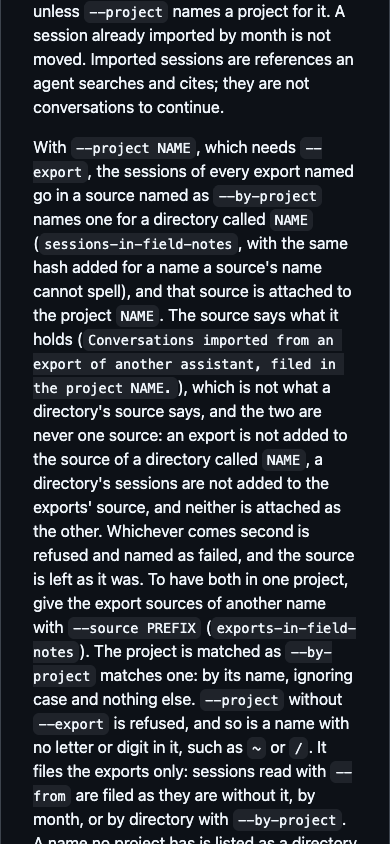 unless --project names a project for it. A
session already imported by month is not
moved. Imported sessions are references an
agent searches and cites; they are not
conversations to continue.
With --project NAME, which needs --
export, the sessions of every export named
go in a source named as --by-project
names one for a directory called NAME
(sessions-in-field-notes, with the same
hash added for a name a source's name
cannot spell), and that source is attached to
the project NAME. The source says what it
holds (Conversations imported from an
export of another assistant, filed in
the project NAME.), which is not what a
directory's source says, and the two are
never one source: an export is not added to
the source of a directory called NAME, a
directory's sessions are not added to the
exports' source, and neither is attached as
the other. Whichever comes second is
refused and named as failed, and the source
is left as it was. To have both in one project,
give the export sources of another name
with --source PREFIX (exports-in-field-
notes). The project is matched as --by-
project matches one: by its name, ignoring
case and nothing else. --project without
--export is refused, and so is a name with
no letter or digit in it, such as ~ or /. It
files the exports only: sessions read with --
from are filed as they are without it, by
month, or by directory with --by-project.
A name no project has is listed as a directory